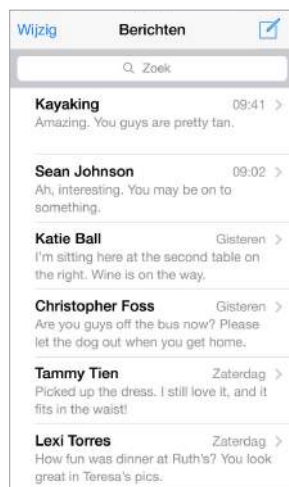 Wijzig Berichten
Zoek
Kayaking 09:41
Amazing. You guys are pretty tan.
Sean Johnson 09:02
Ah, interesting. You may be on to
something.
Katie Ball Gisteren
I'm sitting here at the second table on
the right. Wine is on the way.
Christopher Foss Gisteren
Are you guys off the bus now? Please
let the dog out when you get home.
Tammy Tien Zaterdag
Picked up the dress. I still love it, and it
fits in the waist!
Lexi Torres Zaterdag
How fun was dinner at Ruth's? You look
great in Teresa's pics.